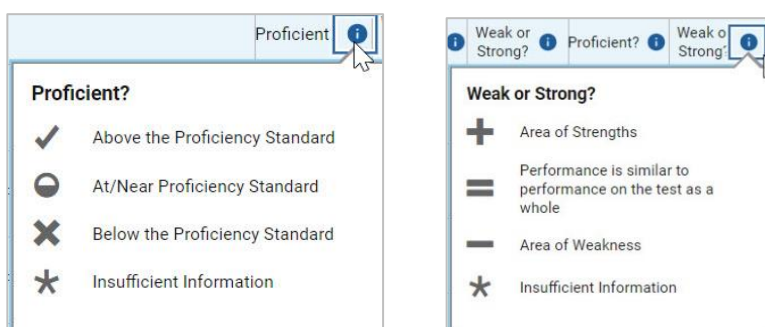 Proficient
Proficient?
Above the Proficiency Standard
At/Near Proficiency Standard
Below the Proficiency Standard
Insufficient Information
Weak or
Strong?
Proficient?
Weak o
Strong?
Weak or Strong?
Area of Strengths
Performance is similar to
performance on the test as a
whole
Area of Weakness
Insufficient Information